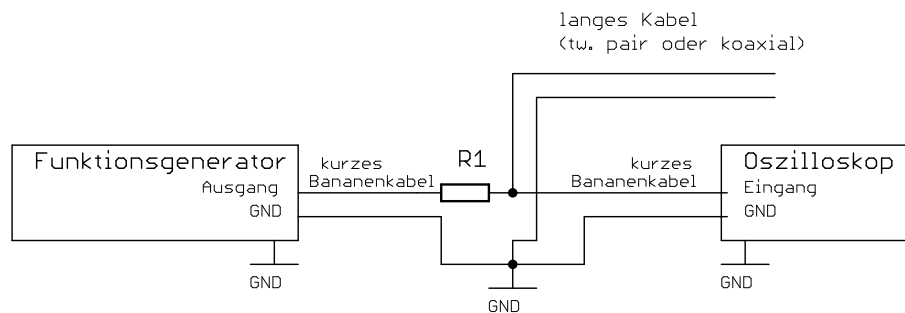 langes Kabel
(tw. pair oder koaxial)
Funktionsgenerator
Ausgang
GND
GND
kurzes
Bananenkabel
R1
GND
kurzes
Bananenkabel
Oszilloskop
Eingang
GND
GND